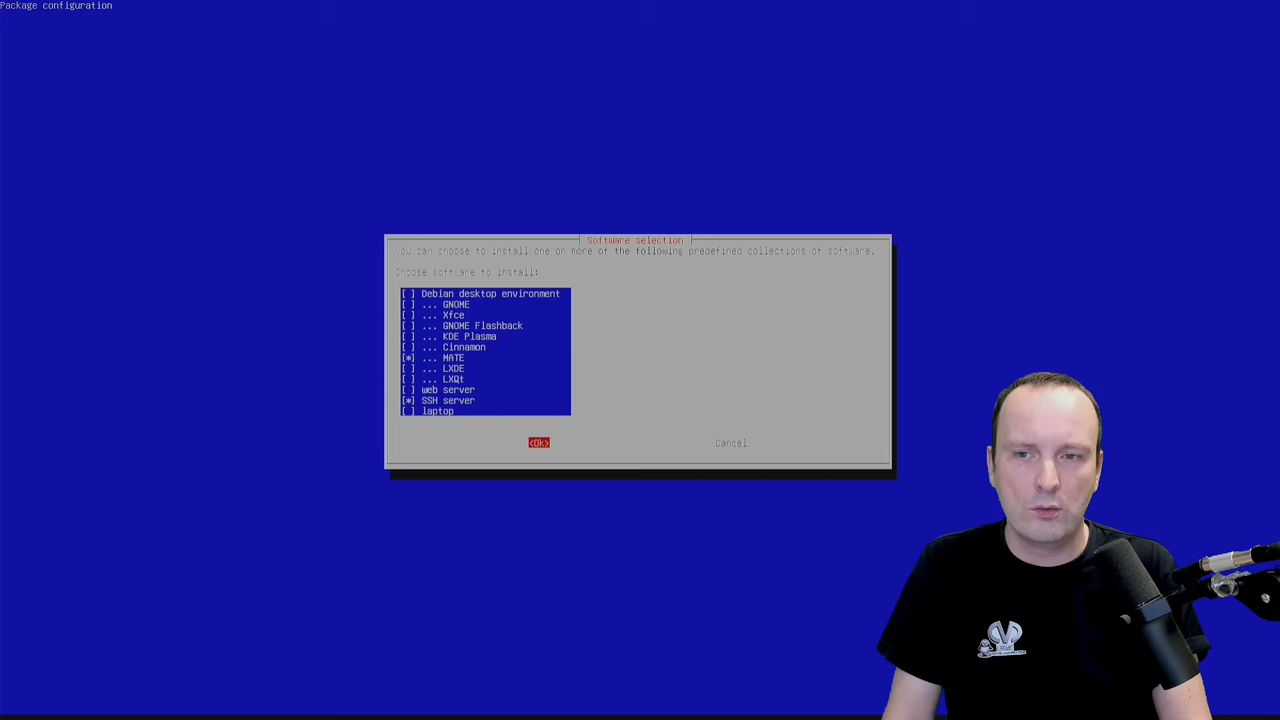 Package configuration
Software selection
You can choose to install one or more of the following predefined collections of software.
Choose software to install:
[ ] Debian desktop environment
[ ] ... GNOME
[ ] ... Xfce
[ ] ... GNOME Flashback
[ ] ... KDE Plasma
[ ] ... Cinnamon
[*] ... MATE
[ ] ... LXDE
[ ] ... LXQt
[ ] web server
[*] SSH server
[ ] laptop
<Ok> Cancel